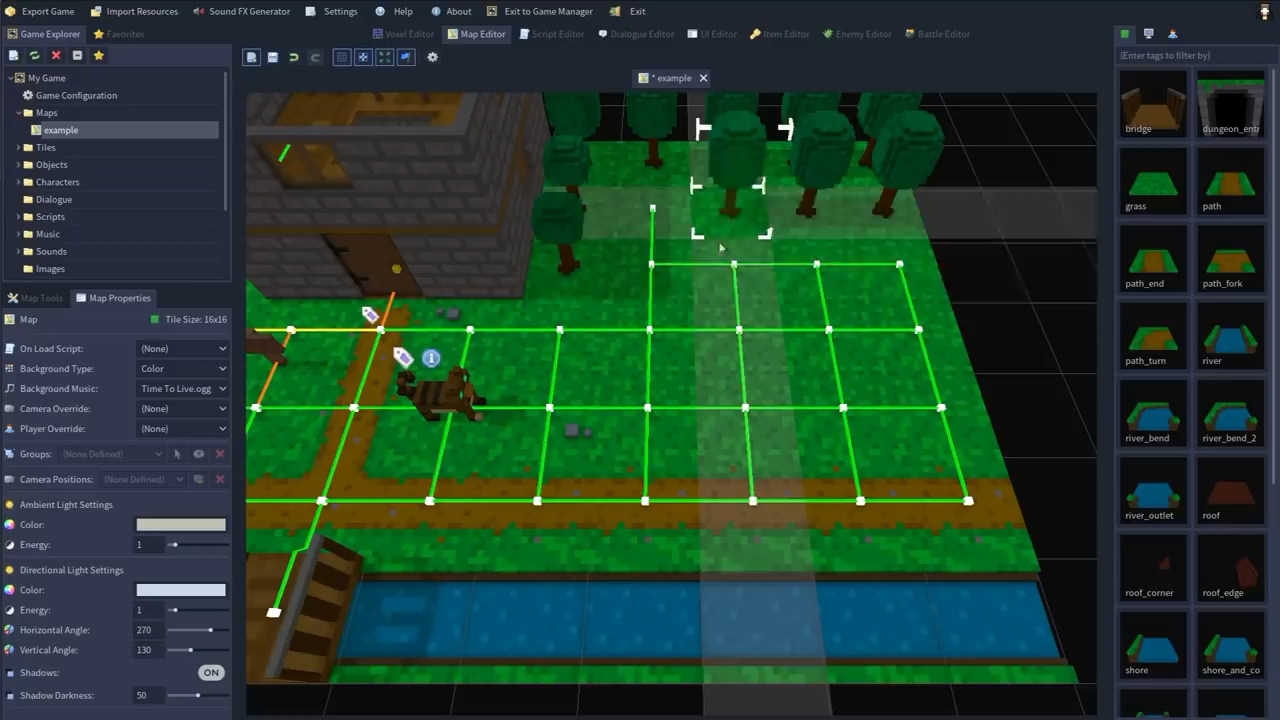 Export Game Import Resources Sound FX Generator Settings Help About Exit to Game Manager Exit
Game Explorer Favorites Voxel Editor Map Editor Script Editor Dialogue Editor UI Editor Item Editor Enemy Editor Battle Editor
(Enter tags to filter by)
* example
My Game
Game Configuration
Maps
example
Tiles
Objects
Characters
Dialogue
Scripts
Music
Sounds
Images
Map Tools Map Properties
Map Tile Size: 16x16
On Load Script: (None)
Background Type: Color
Background Music: Time To Live.ogg
Camera Override: (None)
Player Override: (None)
Groups: (None Defined)
Camera Positions: (None Defined)
Ambient Light Settings
Color:
Energy: 1
Directional Light Settings
Color:
Energy: 1
Horizontal Angle: 270
Vertical Angle: 130
Shadows: ON
Shadow Darkness: 50
bridge dungeon_entr
grass path
path_end path_fork
path_turn river
river_bend river_bend_2
river_outlet roof
roof_corner roof_edge
shore shore_and_co